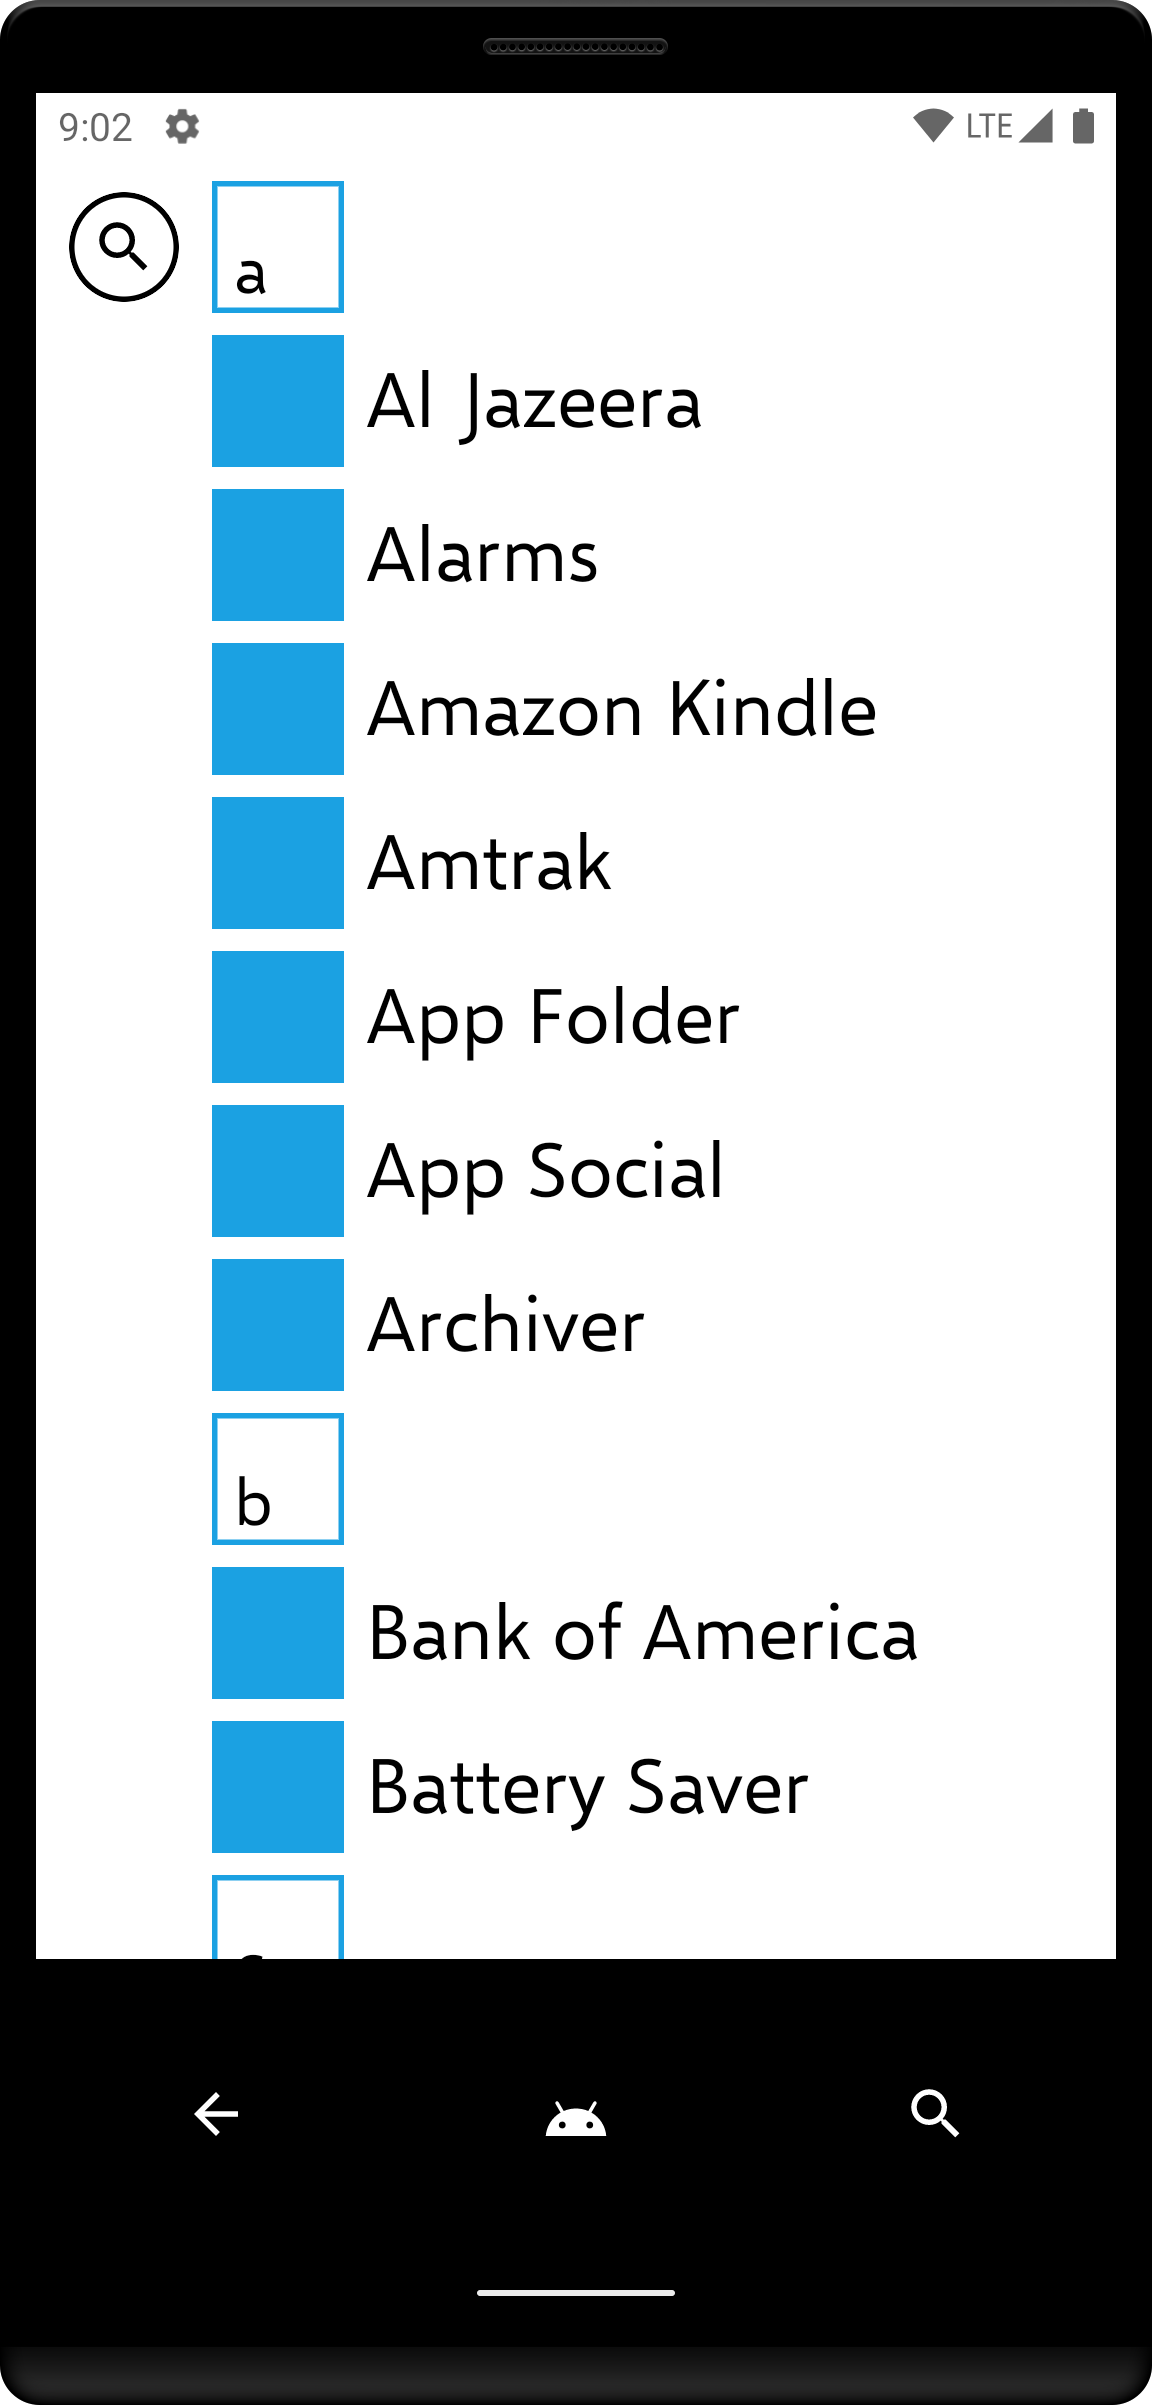 9:02 LTE
a
Al Jazeera
Alarms
Amazon Kindle
Amtrak
App Folder
App Social
Archiver
b
Bank of America
Battery Saver